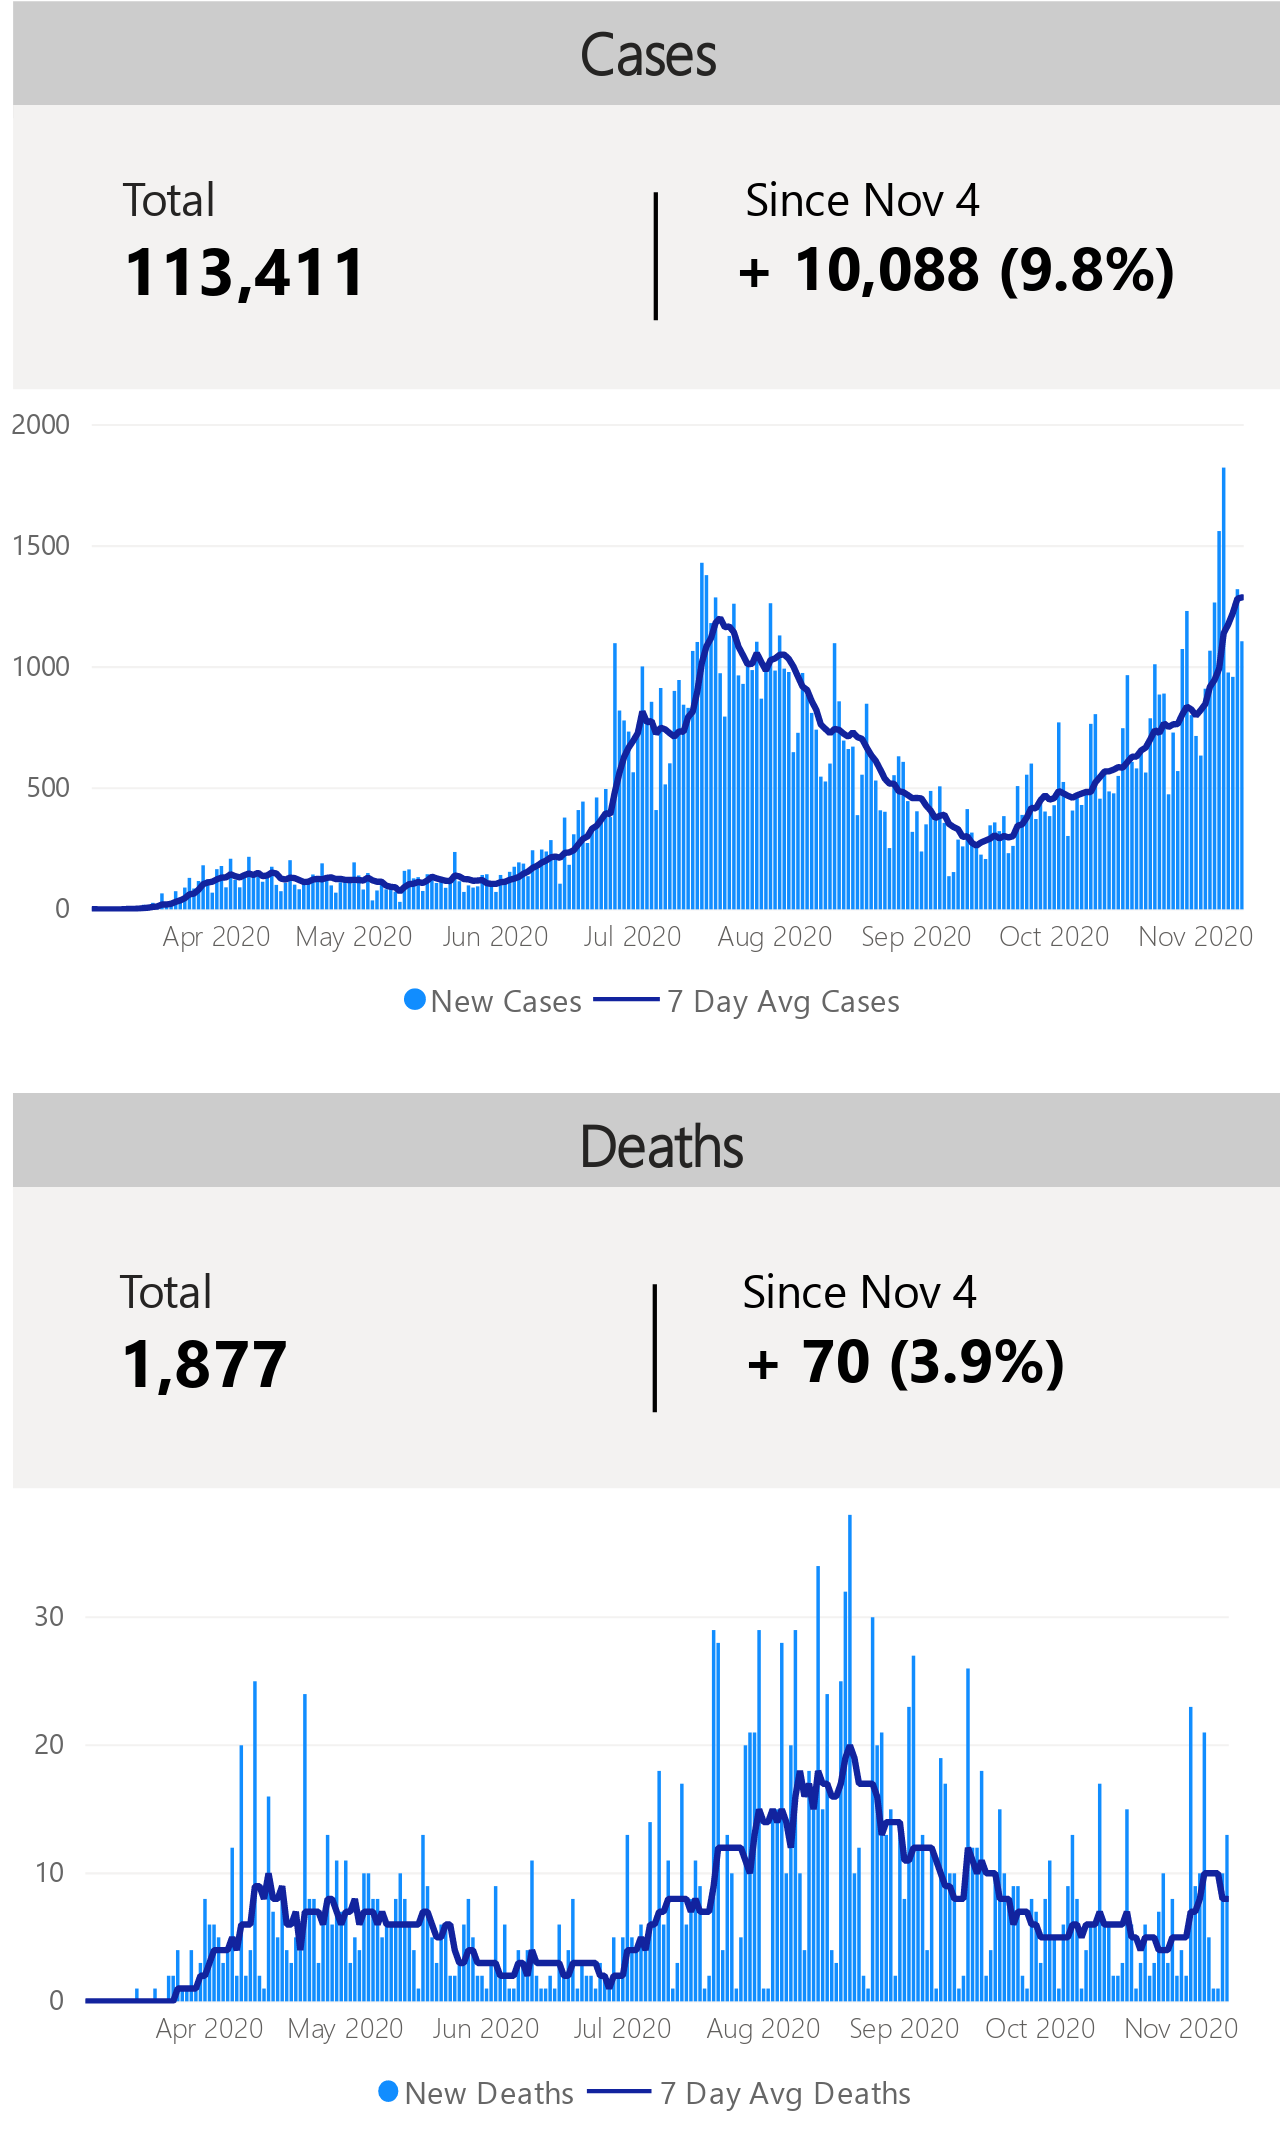 Cases
Total
Since Nov 4
113,411
+ 10,088 (9.8%)
2000
1500
1000
500
0
Apr 2020 May 2020 Jun 2020 Jul 2020 Aug 2020 Sep 2020 Oct 2020 Nov 2020
New Cases 7 Day Avg Cases
Deaths
Total
Since Nov 4
1,877
+ 70 (3.9%)
30
20
10
0
Apr 2020 May 2020 Jun 2020 Jul 2020 Aug 2020 Sep 2020 Oct 2020 Nov 2020
New Deaths 7 Day Avg Deaths